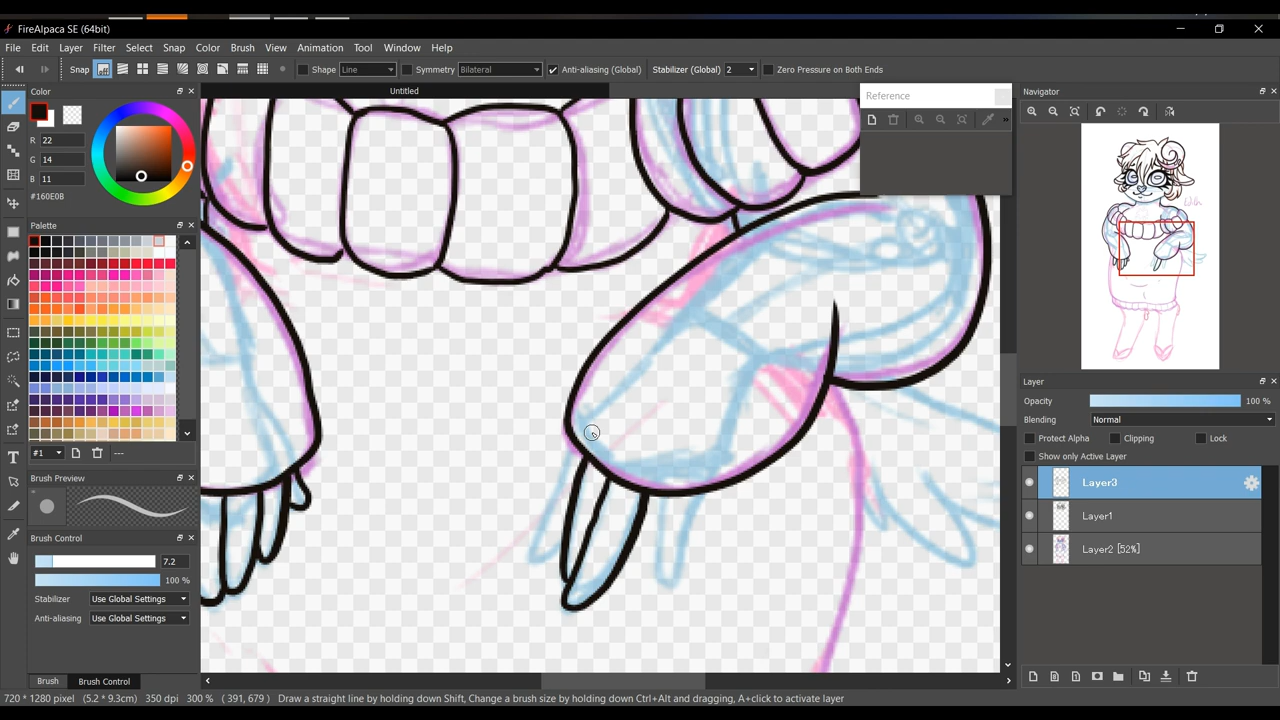 FireAlpaca SE (64bit)
File Edit Layer Filter Select Snap Color Brush View Animation Tool Window Help
Snap Shape Line Symmetry Bilateral Anti-aliasing (Global) Stabilizer (Global) 2 Zero Pressure on Both Ends
Color
R 22
G 14
B 11
#160E0B
Palette
#1 ---
Brush Preview
Brush Control
7.2
100 %
Stabilizer Use Global Settings
Anti-aliasing Use Global Settings
Brush Brush Control
Untitled
Reference
»
Navigator
Layer
Opacity 100 %
Blending Normal
Protect Alpha Clipping Lock
Show only Active Layer
Layer3
Layer1
Layer2 [52%]
720 * 1280 pixel (5.2 * 9.3cm) 350 dpi 300 % ( 391, 679 ) Draw a straight line by holding down Shift, Change a brush size by holding down Ctrl+Alt and dragging, A+click to activate layer